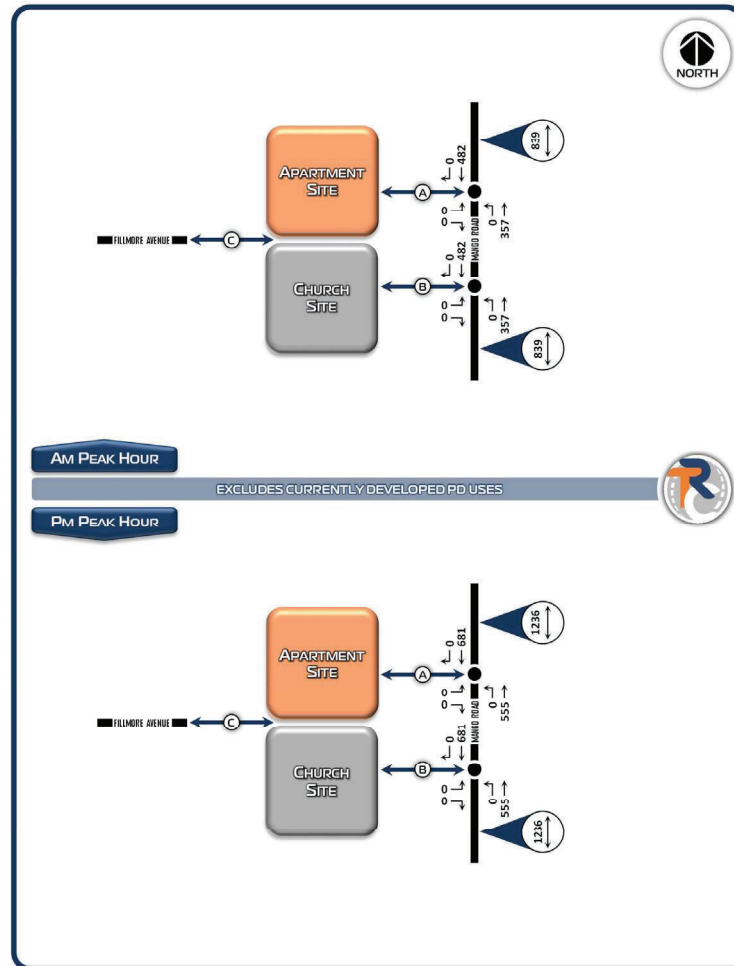 NORTH
839
APARTMENT
SITE
0
482
A
0
0
0
357
FILLMORE AVENUE
C
MANGO ROAD
0
482
CHURCH
SITE
B
0
0
0
357
839
AM PEAK HOUR
EXCLUDES CURRENTLY DEVELOPED PD USES
TR
PM PEAK HOUR
1236
APARTMENT
SITE
0
681
A
0
0
0
555
FILLMORE AVENUE
C
MANGO ROAD
0
681
CHURCH
SITE
B
0
0
0
555
1236